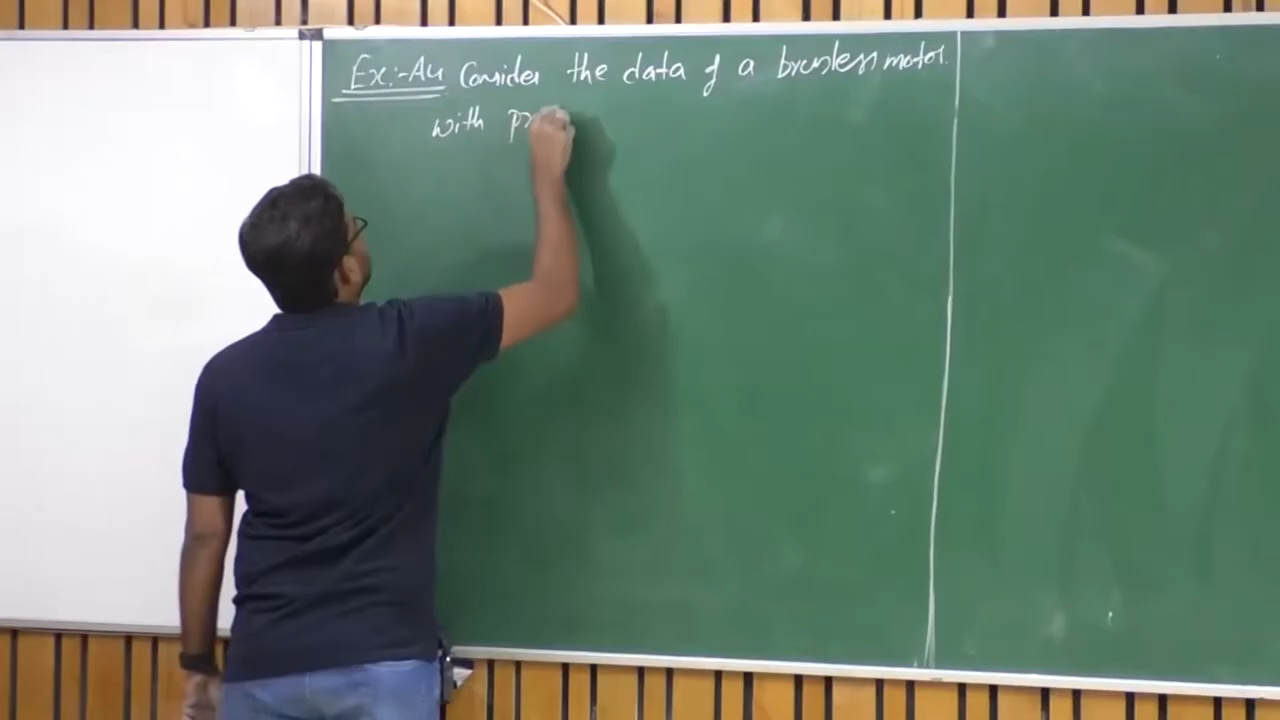 Ex:- A4 Consider the data of a brushless motor.
with